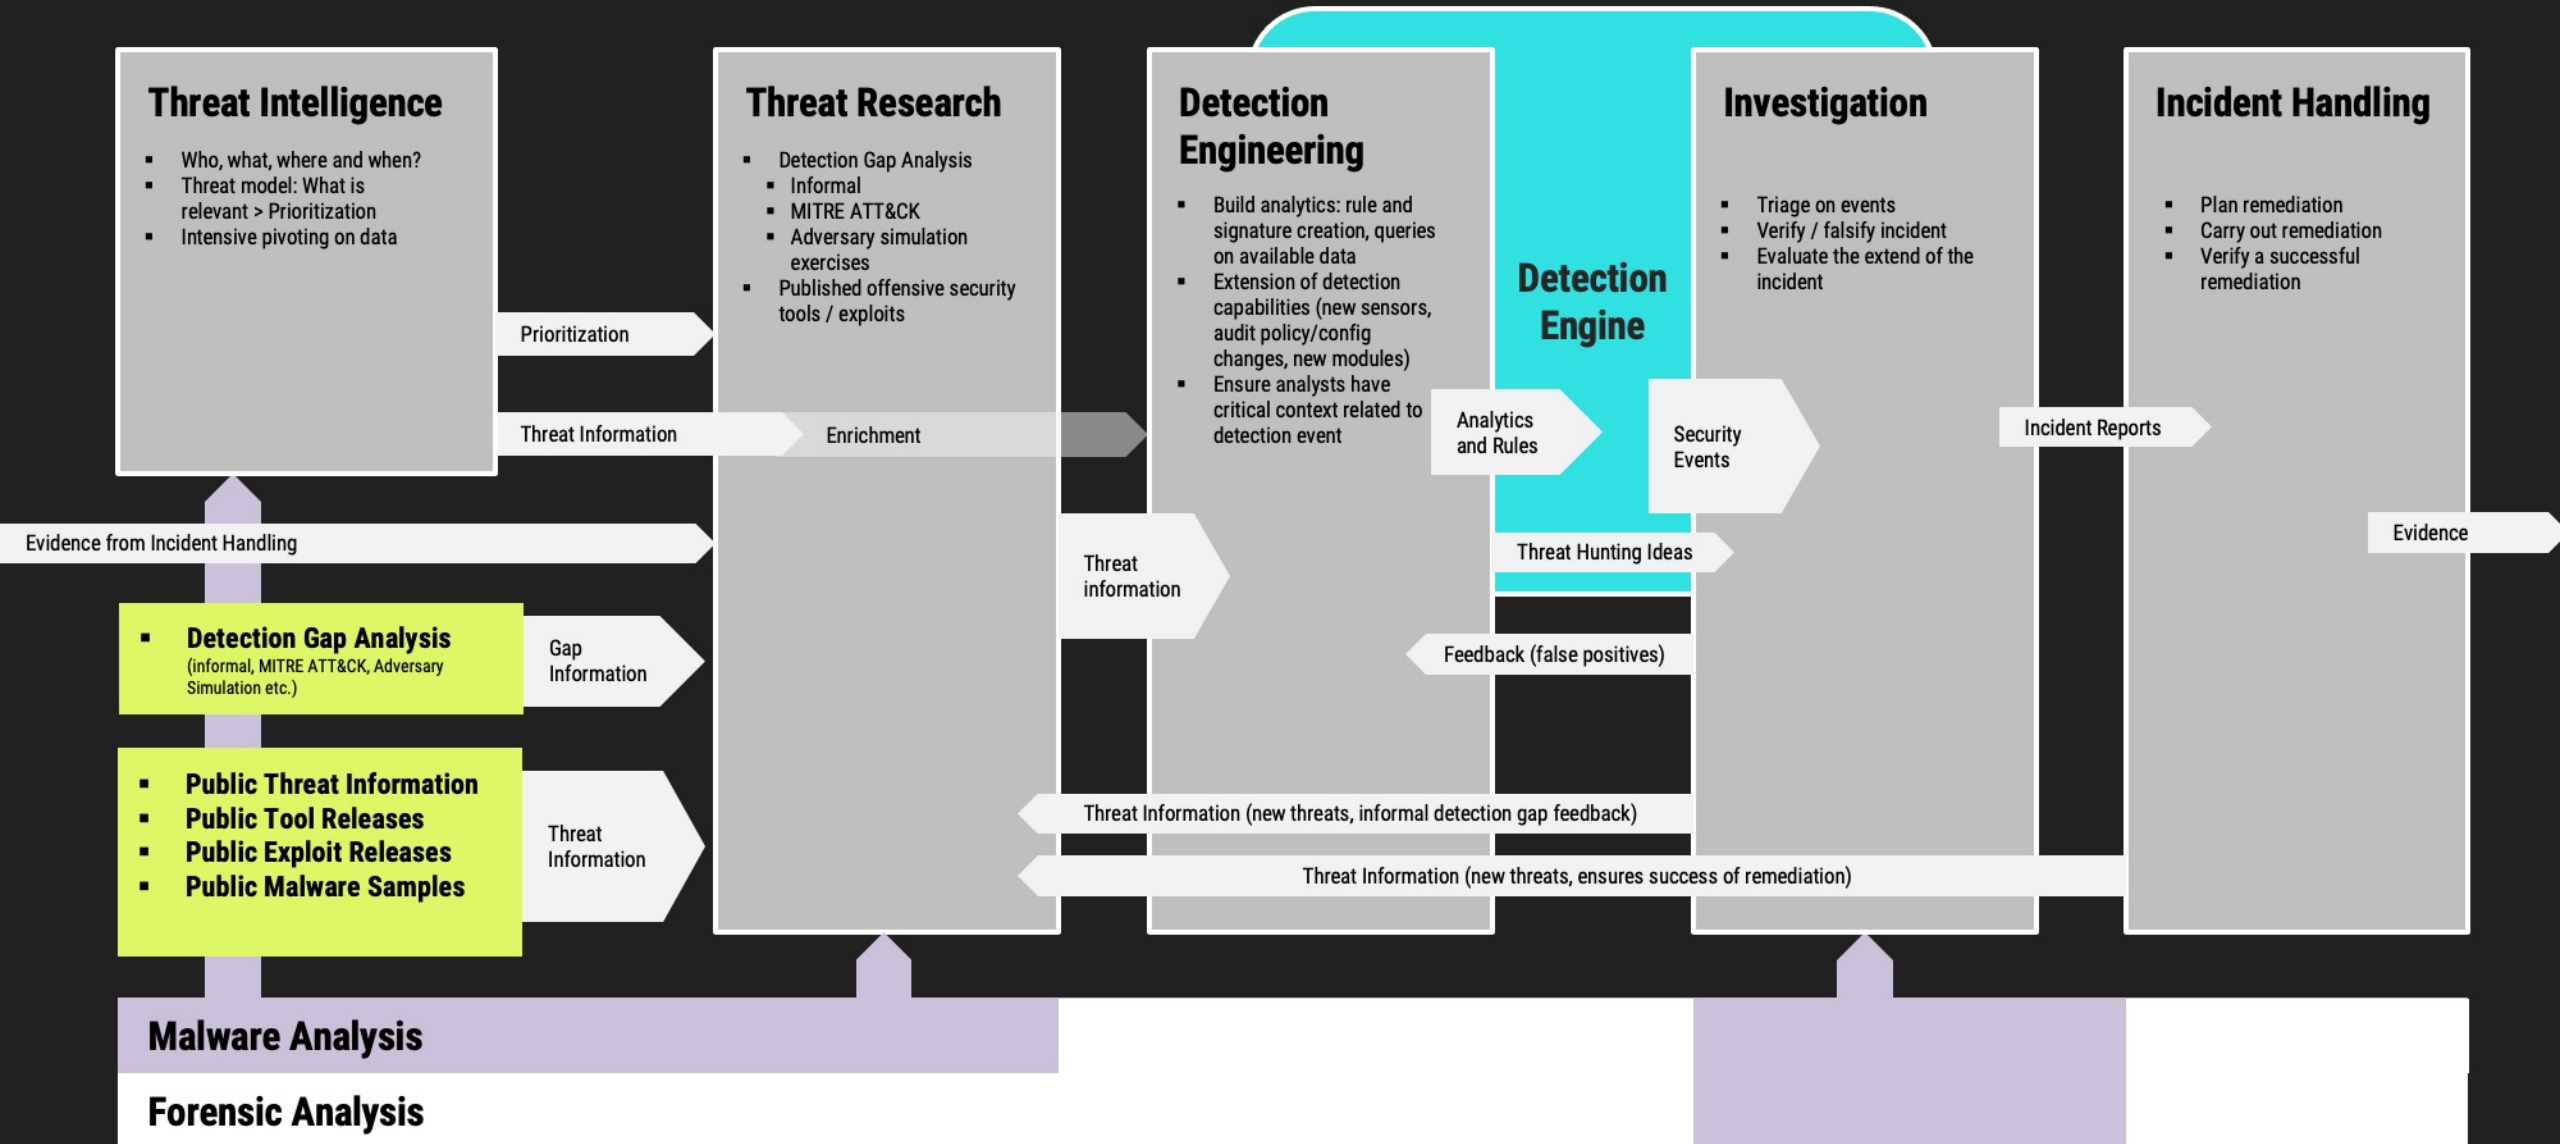 Threat Intelligence
▪ Who, what, where and when?
▪ Threat model: What is
relevant > Prioritization
▪ Intensive pivoting on data
Prioritization
Threat Information
Enrichment
Evidence from Incident Handling
▪ Detection Gap Analysis
(informal, MITRE ATT&CK, Adversary
Simulation etc.)
Gap
Information
▪ Public Threat Information
▪ Public Tool Releases
▪ Public Exploit Releases
▪ Public Malware Samples
Threat
Information
Threat Research
▪ Detection Gap Analysis
▪ Informal
▪ MITRE ATT&CK
▪ Adversary simulation
exercises
▪ Published offensive security
tools / exploits
Threat
information
Detection
Engineering
▪ Build analytics: rule and
signature creation, queries
on available data
▪ Extension of detection
capabilities (new sensors,
audit policy/config
changes, new modules)
▪ Ensure analysts have
critical context related to
detection event
Analytics
and Rules
Detection
Engine
Security
Events
Threat Hunting Ideas
Feedback (false positives)
Threat Information (new threats, informal detection gap feedback)
Threat Information (new threats, ensures success of remediation)
Investigation
▪ Triage on events
▪ Verify / falsify incident
▪ Evaluate the extend of the
incident
Incident Reports
Incident Handling
▪ Plan remediation
▪ Carry out remediation
▪ Verify a successful
remediation
Evidence
Malware Analysis
Forensic Analysis